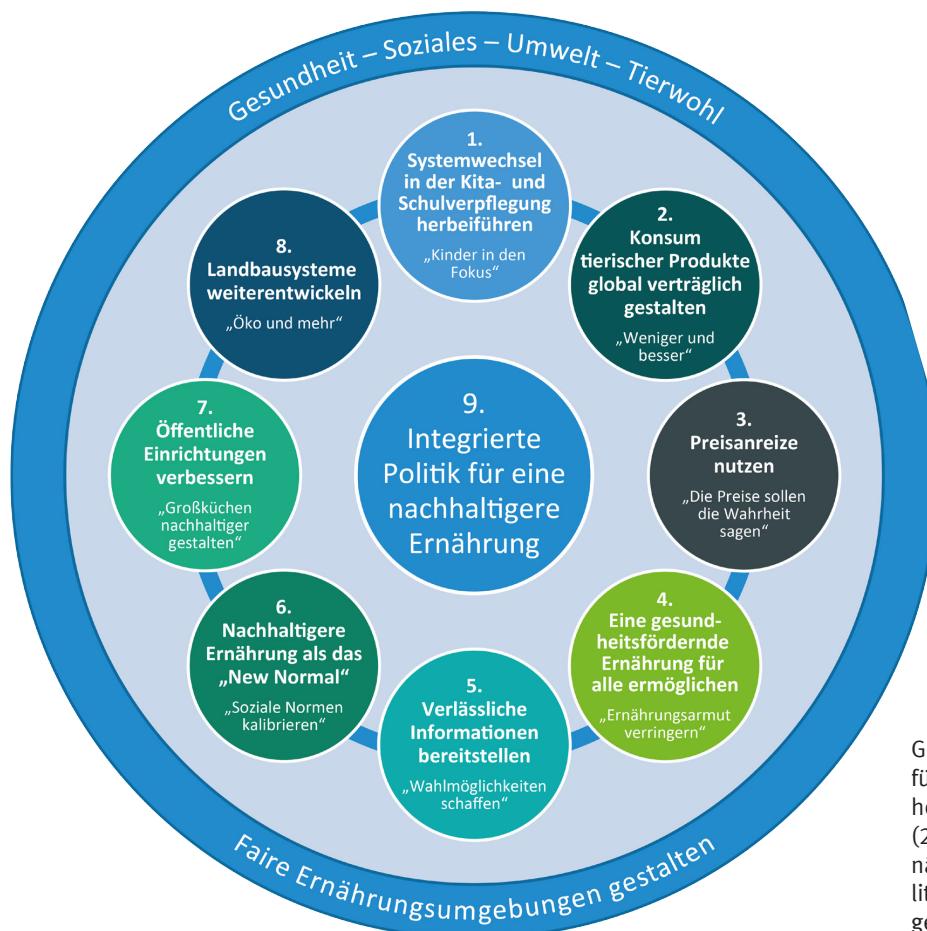 Gesundheit – Soziales – Umwelt – Tierwohl
1.
Systemwechsel
in der Kita- und
Schulverpflegung
herbeiführen
„Kinder in den
Fokus“
2.
Konsum
tierischer Produkte
global verträglich
gestalten
„Weniger und
besser“
3.
Preisanreize
nutzen
„Die Preise sollen
die Wahrheit
sagen“
4.
Eine gesund-
heitsfördernde
Ernährung für
alle ermöglichen
„Ernährungsarmut
verringern“
5.
Verlässliche
Informationen
bereitstellen
„Wahlmöglichkeiten
schaffen“
6.
Nachhaltigere
Ernährung als das
„New Normal“
„Soziale Normen
kalibrieren“
7.
Öffentliche
Einrichtungen
verbessern
„Großküchen
nachhaltiger
gestalten“
8.
Landbausysteme
weiterentwickeln
„Öko und mehr“
9.
Integrierte
Politik für eine
nachhaltigere
Ernährung
Faire Ernährungsumgebungen gestalten